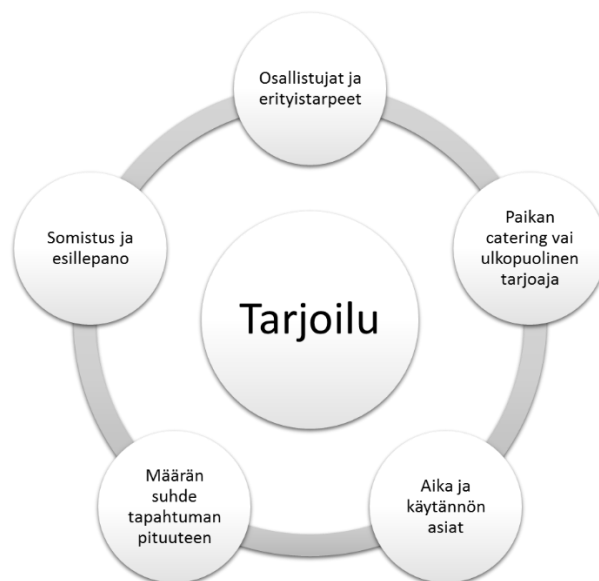 Osallistujat ja
erityistarpeet
Paikan
catering vai
ulkopuolinen
tarjoaja
Aika ja
käytännön
asiat
Määrän
suhde
tapahtuman
pituuteen
Somistus ja
esillepano
Tarjoilu